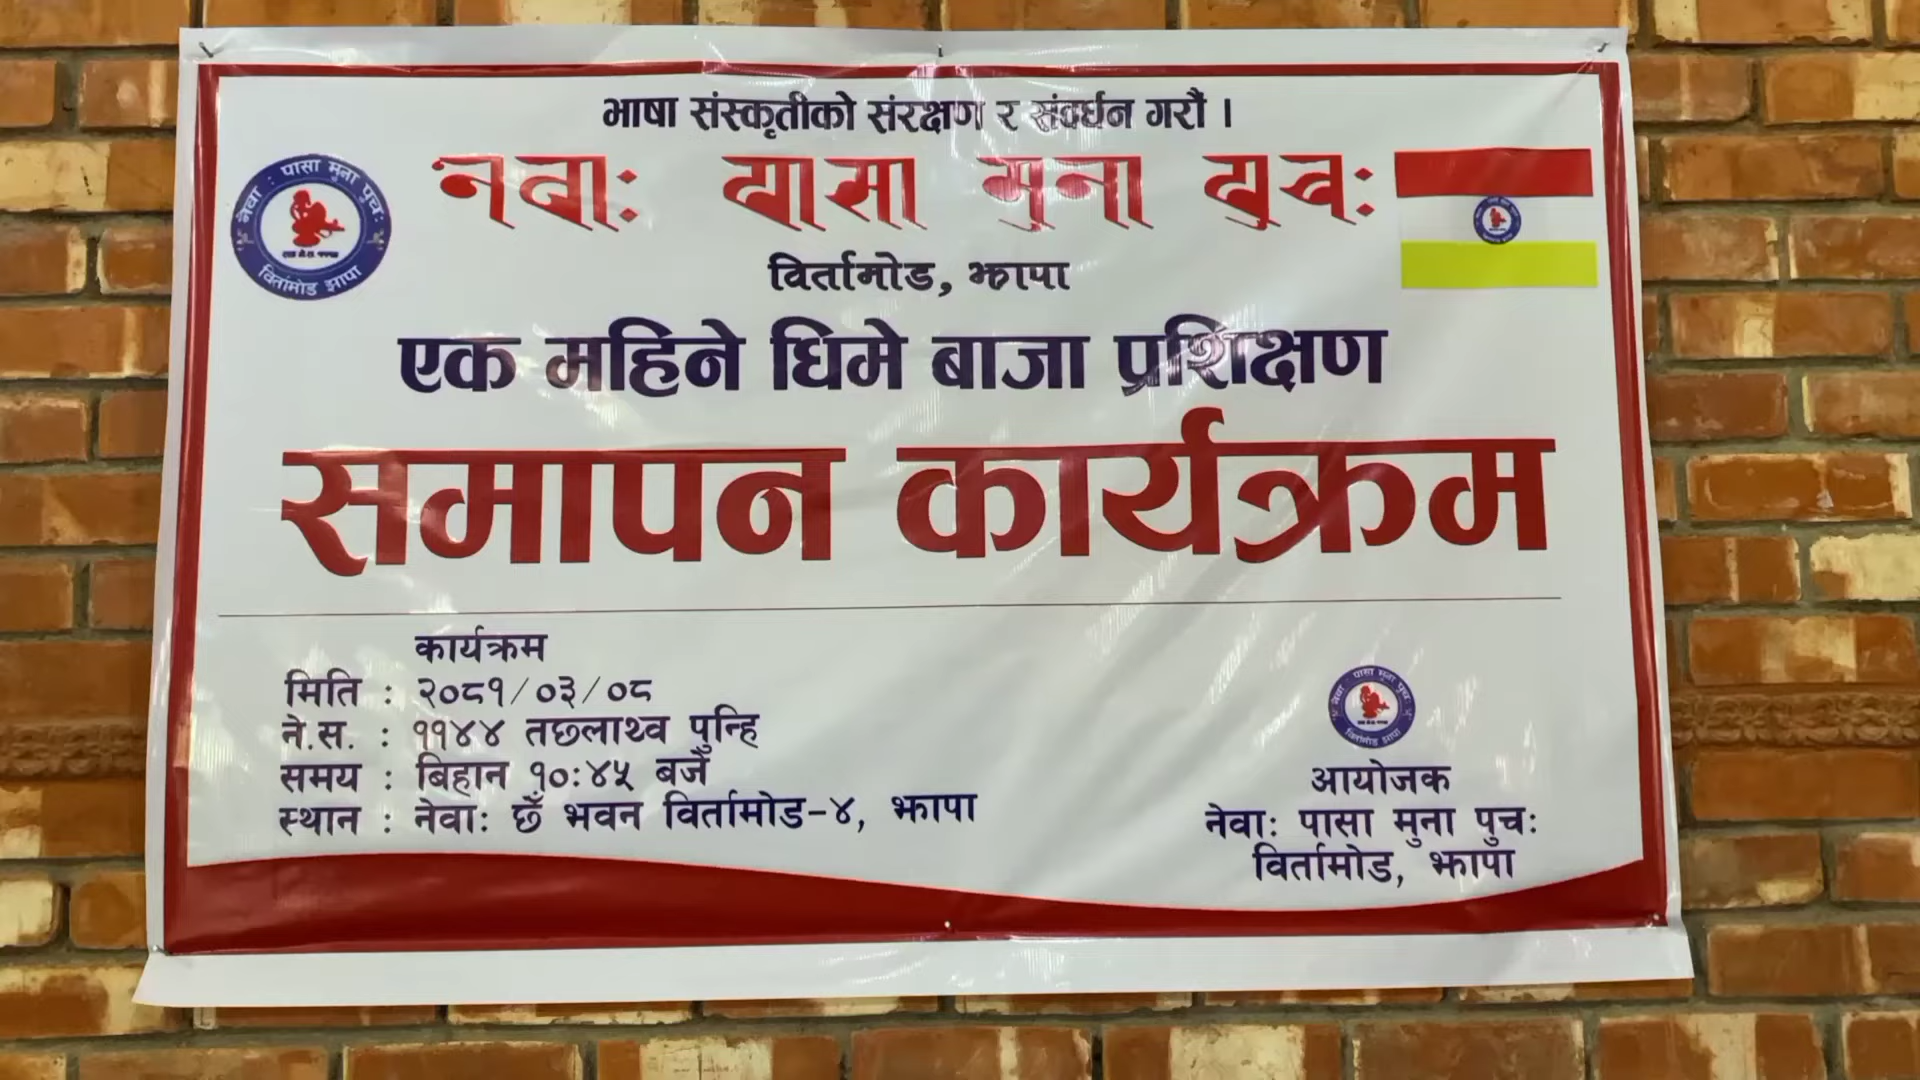 भाषा संस्कृतीको संरक्षण र संवर्धन गरौं ।
नेवाः पासा मुना पुचः
विर्तामोड, झापा
एक महिने धिमे बाजा प्रशिक्षण
समापन कार्यक्रम
कार्यक्रम
मिति : २०८१/०३/०८
ने.स. : ११४४ तछलाथ्व पुन्हि
समय : बिहान १०:४५ बजे
स्थान : नेवाः छेँ भवन विर्तामोड-४, झापा
आयोजक
नेवाः पासा मुना पुचः
विर्तामोड, झापा
नेवाः पासा मुना पुचः
विर्तामोड झापा